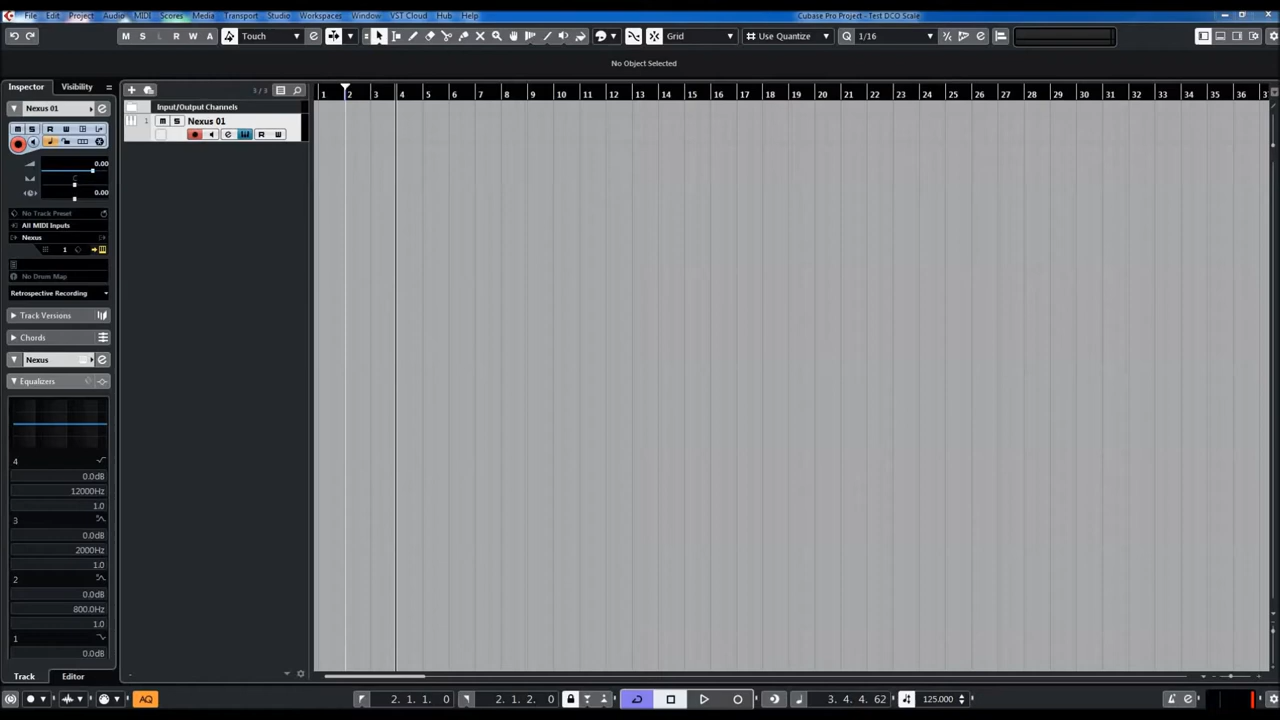 File Edit Project Audio MIDI Scores Media Transport Studio Workspaces Window VST Cloud Hub Help
Cubase Pro Project - Test DCO Scale
M S L R W A Touch Grid Use Quantize Q 1/16
No Object Selected
Inspector Visibility
3 / 3
1 2 3 4 5 6 7 8 9 10 11 12 13 14 15 16 17 18 19 20 21 22 23 24 25 26 27 28 29 30 31 32 33 34 35 36 37
Nexus 01
Input/Output Channels
1 M S Nexus 01
R W
M S R W
0.00
C
0.00
No Track Preset
All MIDI Inputs
Nexus
1
No Drum Map
Retrospective Recording
Track Versions
Chords
Nexus
Equalizers
4
0.0dB
12000Hz
1.0
3
0.0dB
2000Hz
1.0
2
0.0dB
800.0Hz
1.0
1
0.0dB
Track Editor
AQ
2. 1. 1. 0
2. 1. 2. 0
3. 4. 4. 62
125.000